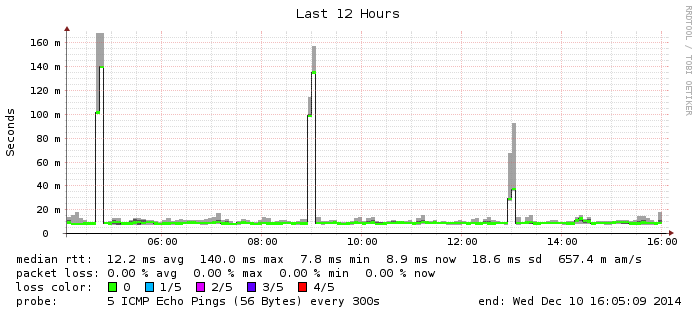 Last 12 Hours
RRDTOOL / TOBI OETIKER
Seconds
160 m
140 m
120 m
100 m
80 m
60 m
40 m
20 m
0
06:00 08:00 10:00 12:00 14:00 16:00
median rtt: 12.2 ms avg 140.0 ms max 7.8 ms min 8.9 ms now 18.6 ms sd 657.4 m am/s
packet loss: 0.00 % avg 0.00 % max 0.00 % min 0.00 % now
loss color: 0 1/5 2/5 3/5 4/5
probe: 5 ICMP Echo Pings (56 Bytes) every 300s end: Wed Dec 10 16:05:09 2014